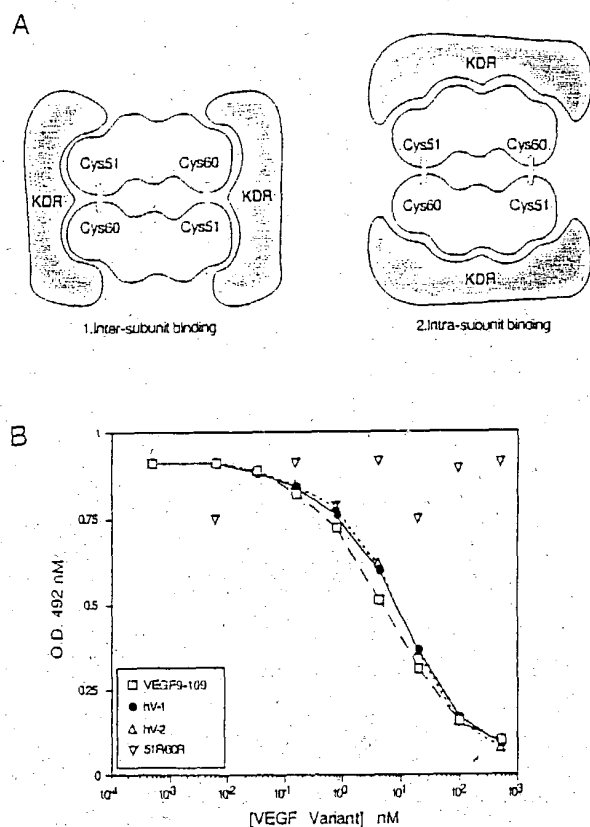 A
KDR
Cys51
Cys60
KDR
Cys60
Cys51
1.Inter-subunit binding
KDR
Cys51
Cys60
Cys60
Cys51
KDR
2.Intra-subunit binding
B
O.D. 492 nM
1
0.75
0.5
0.25
0
VEGF9-109
hV-1
hV-2
51R60R
10⁻⁴ 10⁻³ 10⁻² 10⁻¹ 10⁰ 10¹ 10² 10³
[VEGF Variant] nM